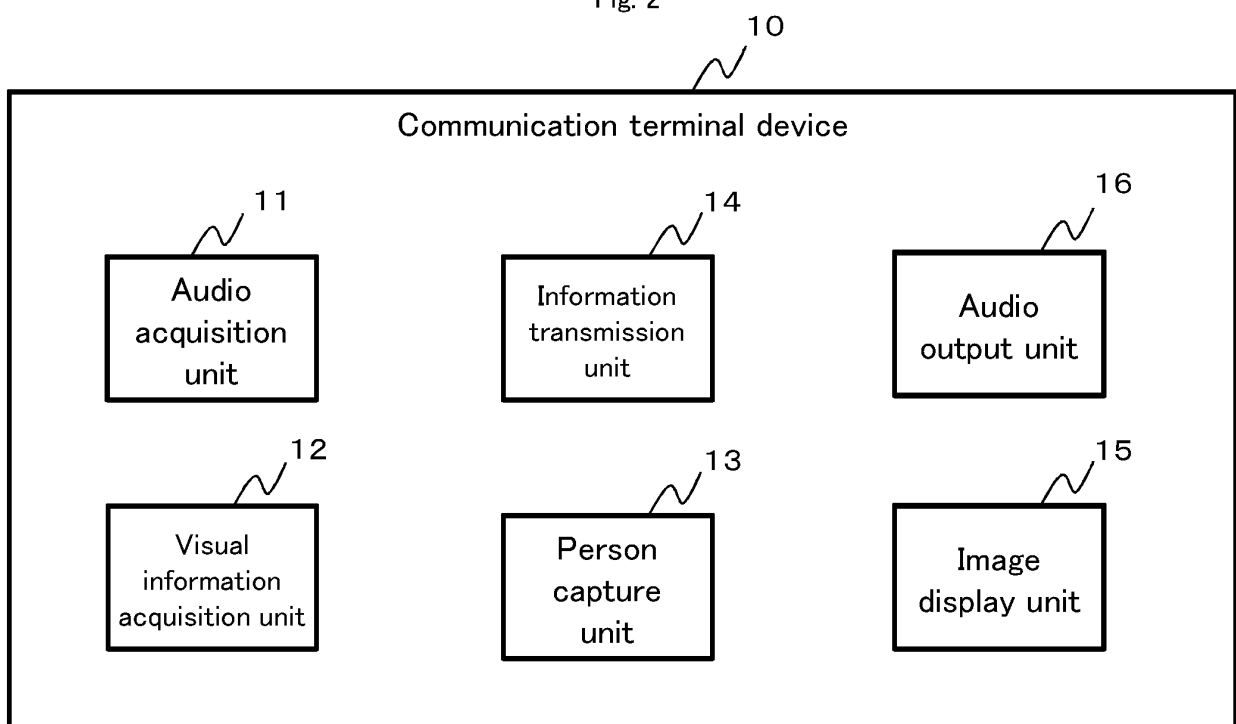 Fig. 2
10
Communication terminal device
11
14
16
Audio
acquisition
unit
Information
transmission
unit
Audio
output unit
12
13
15
Visual
information
acquisition unit
Person
capture
unit
Image
display unit